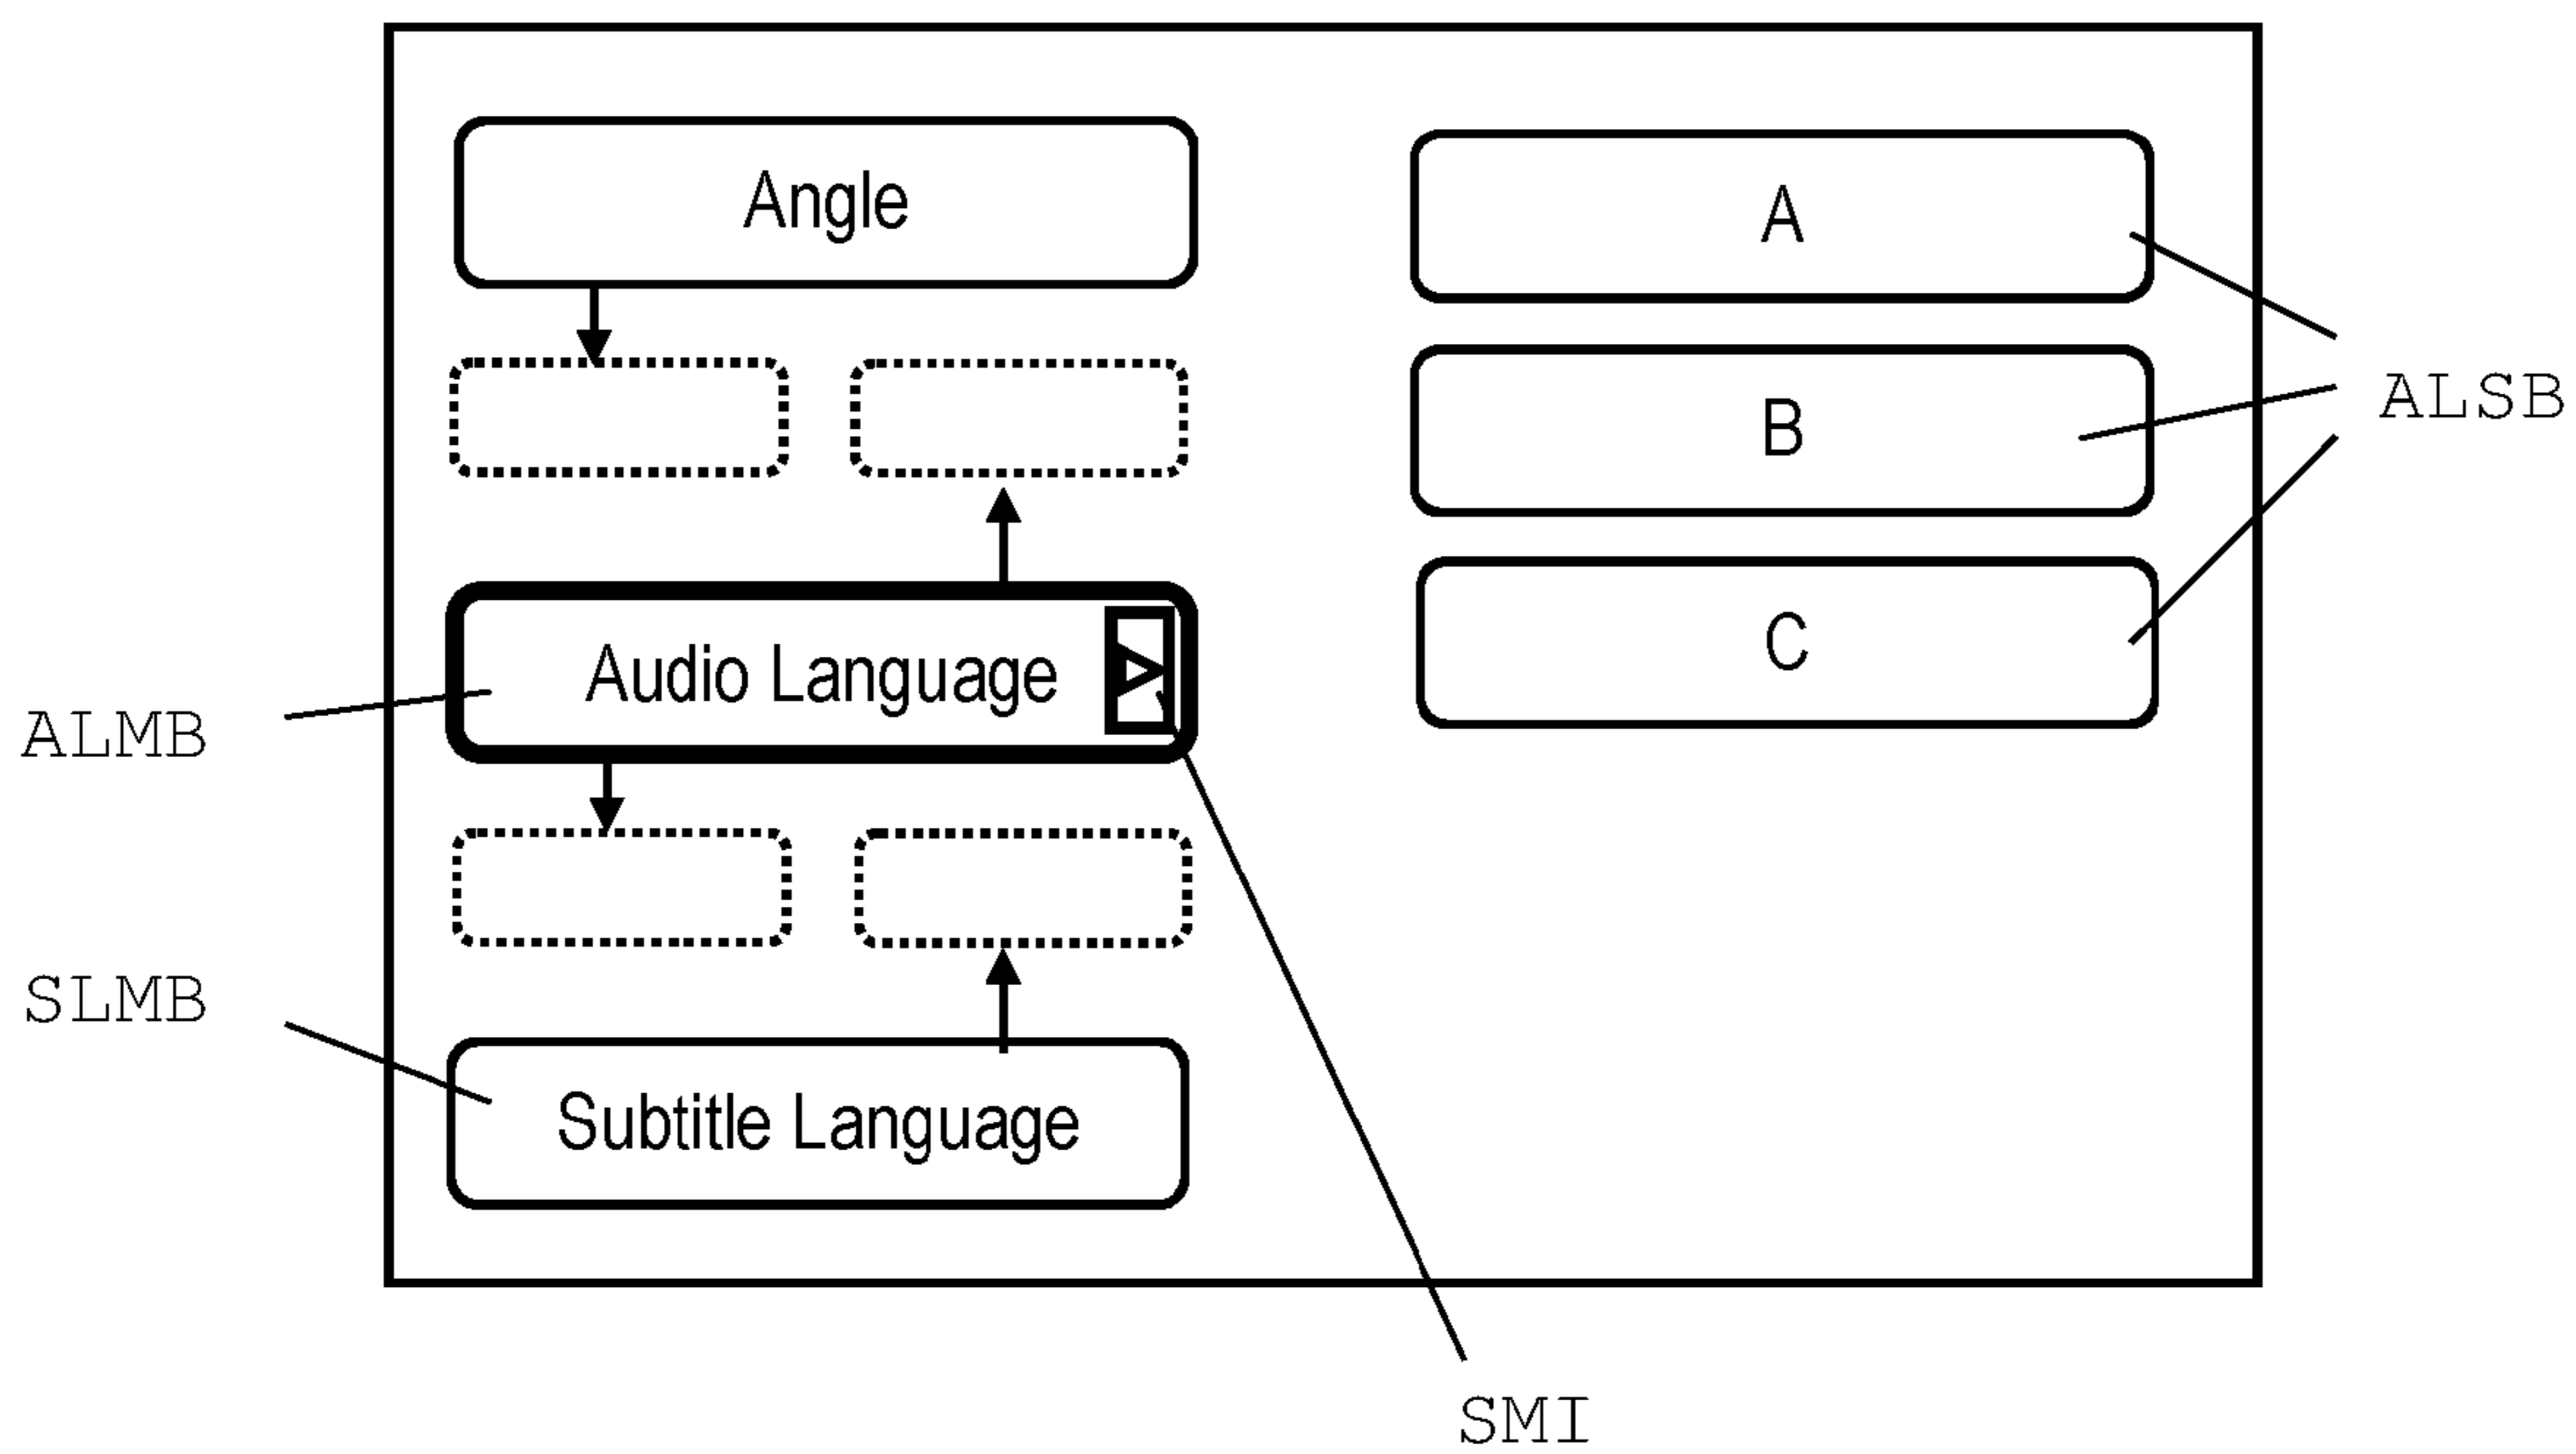 Angle
A
ALSB
B
Audio Language
C
ALMB
SLMB
Subtitle Language
SMI